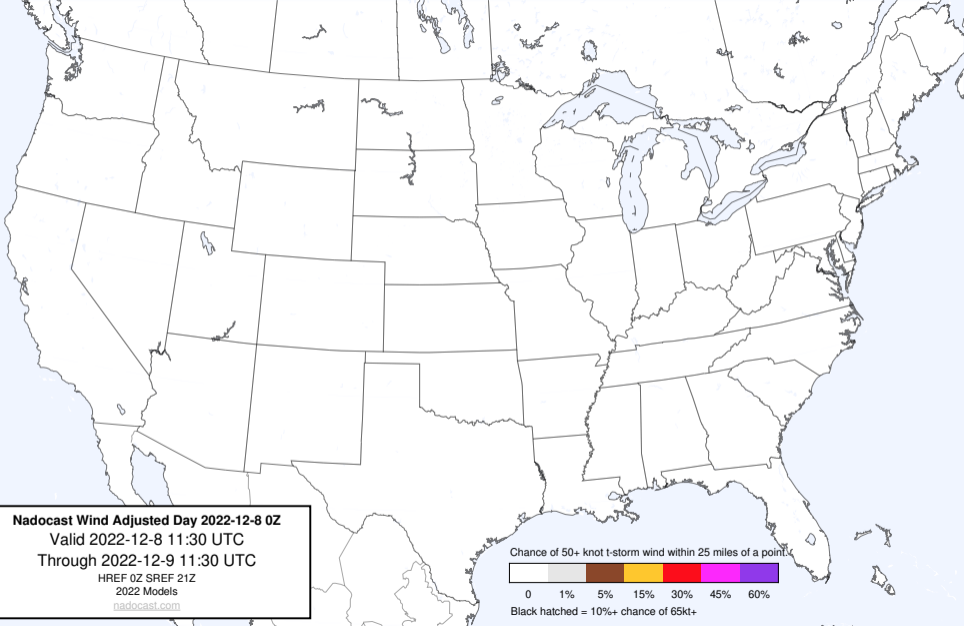 Nadocast Wind Adjusted Day 2022-12-8 0Z
Valid 2022-12-8 11:30 UTC
Through 2022-12-9 11:30 UTC
HREF 0Z SREF 21Z
2022 Models
nadocast.com
Chance of 50+ knot t-storm wind within 25 miles of a point.
0 1% 5% 15% 30% 45% 60%
Black hatched = 10%+ chance of 65kt+